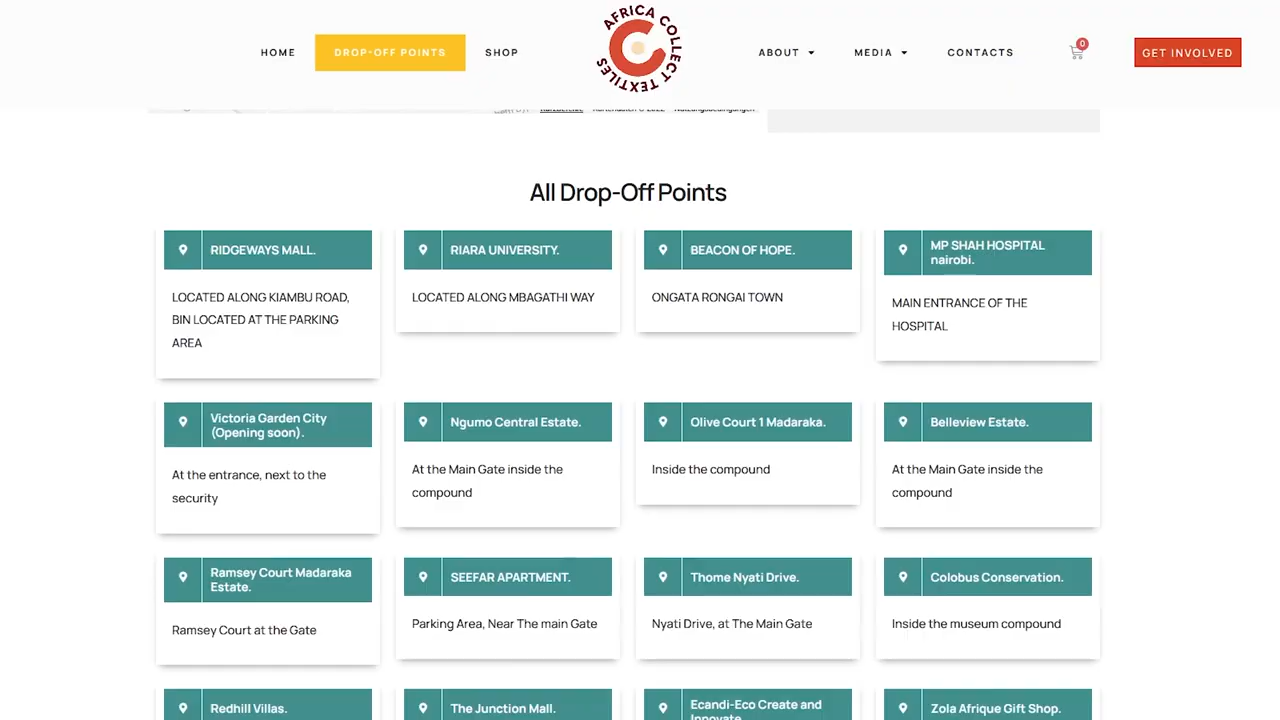 HOME
DROP-OFF POINTS
SHOP
AFRICA COLLECT TEXTILES
ABOUT
MEDIA
CONTACTS
0
GET INVOLVED
All Drop-Off Points
RIDGEWAYS MALL.
LOCATED ALONG KIAMBU ROAD,
BIN LOCATED AT THE PARKING
AREA
RIARA UNIVERSITY.
LOCATED ALONG MBAGATHI WAY
BEACON OF HOPE.
ONGATA RONGAI TOWN
MP SHAH HOSPITAL
nairobi.
MAIN ENTRANCE OF THE
HOSPITAL
Victoria Garden City
(Opening soon).
At the entrance, next to the
security
Ngumo Central Estate.
At the Main Gate inside the
compound
Olive Court 1 Madaraka.
Inside the compound
Belleview Estate.
At the Main Gate inside the
compound
Ramsey Court Madaraka
Estate.
Ramsey Court at the Gate
SEEFAR APARTMENT.
Parking Area, Near The main Gate
Thome Nyati Drive.
Nyati Drive, at The Main Gate
Colobus Conservation.
Inside the museum compound
Redhill Villas.
The Junction Mall.
Ecandi-Eco Create and
Innovate.
Zola Afrique Gift Shop.